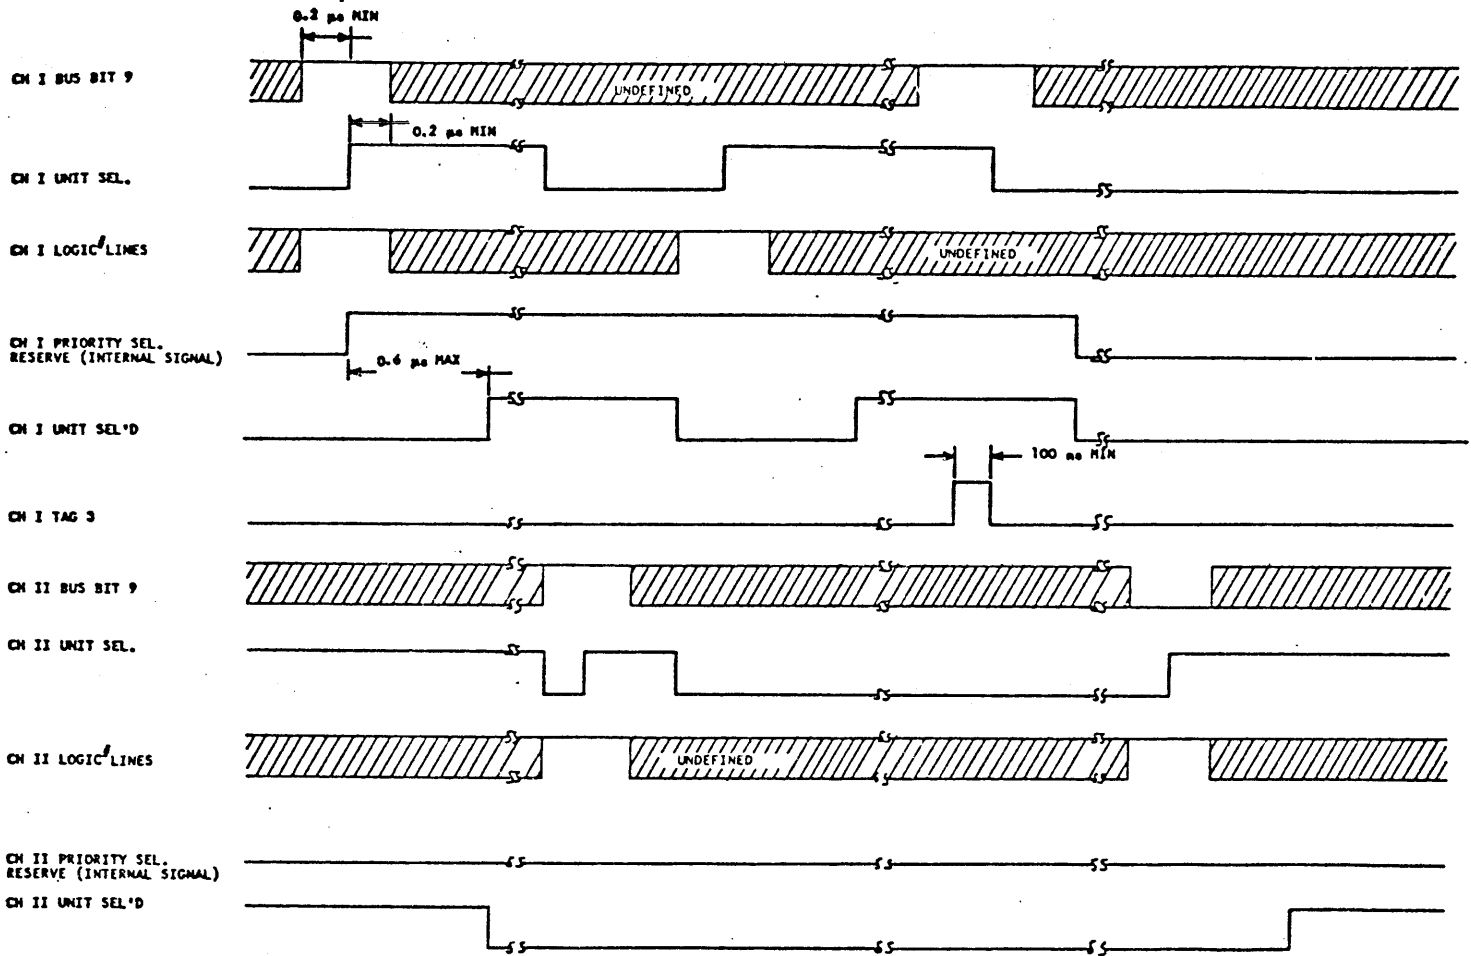 0.2 µs MIN
CH I BUS BIT 9
UNDEFINED
0.2 µs MIN
CH I UNIT SEL.
CH I LOGIC # LINES
UNDEFINED
CH I PRIORITY SEL.
RESERVE (INTERNAL SIGNAL)
0.6 µs MAX
CH I UNIT SEL'D
100 ns MIN
CH I TAG 3
CH II BUS BIT 9
CH II UNIT SEL.
CH II LOGIC # LINES
UNDEFINED
CH II PRIORITY SEL.
RESERVE (INTERNAL SIGNAL)
CH II UNIT SEL'D